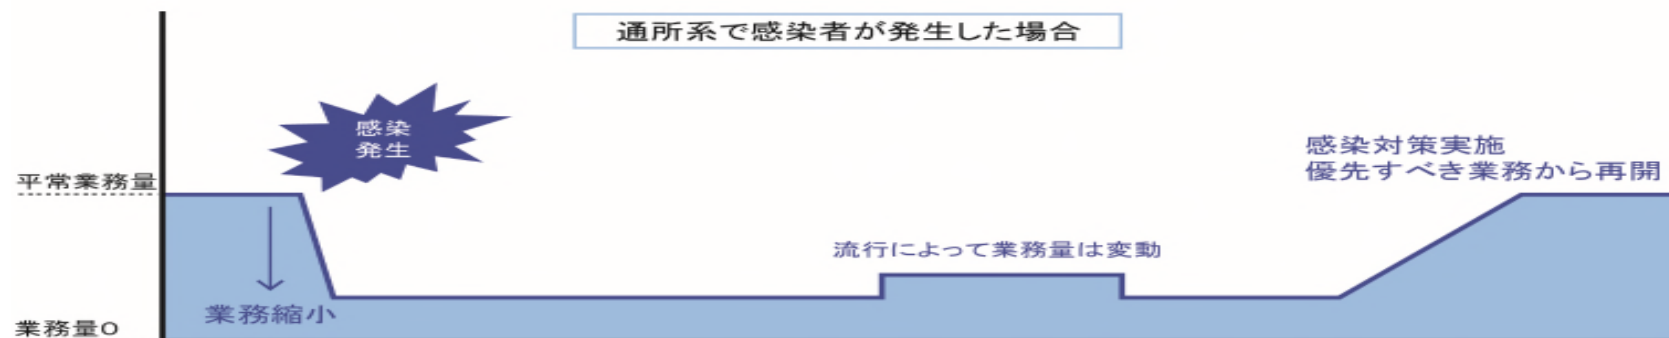 通所系で感染者が発生した場合
感染
発生
感染対策実施
優先すべき業務から再開
平常業務量
流行によって業務量は変動
業務縮小
業務量0